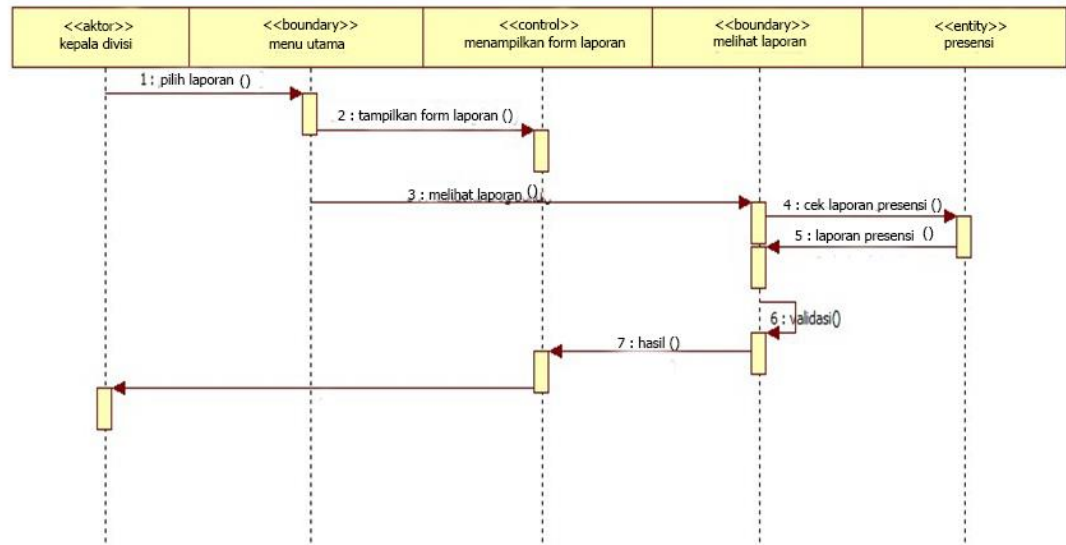 <<aktor>>
kepala divisi
<<boundary>>
menu utama
<<control>>
menampilkan form laporan
<<boundary>>
melihat laporan
<<entity>>
presensi
1 : pilih laporan ()
2 : tampilkan form laporan ()
3 : melihat laporan ()
4 : cek laporan presensi ()
5 : laporan presensi ()
6 : validasi()
7 : hasil ()